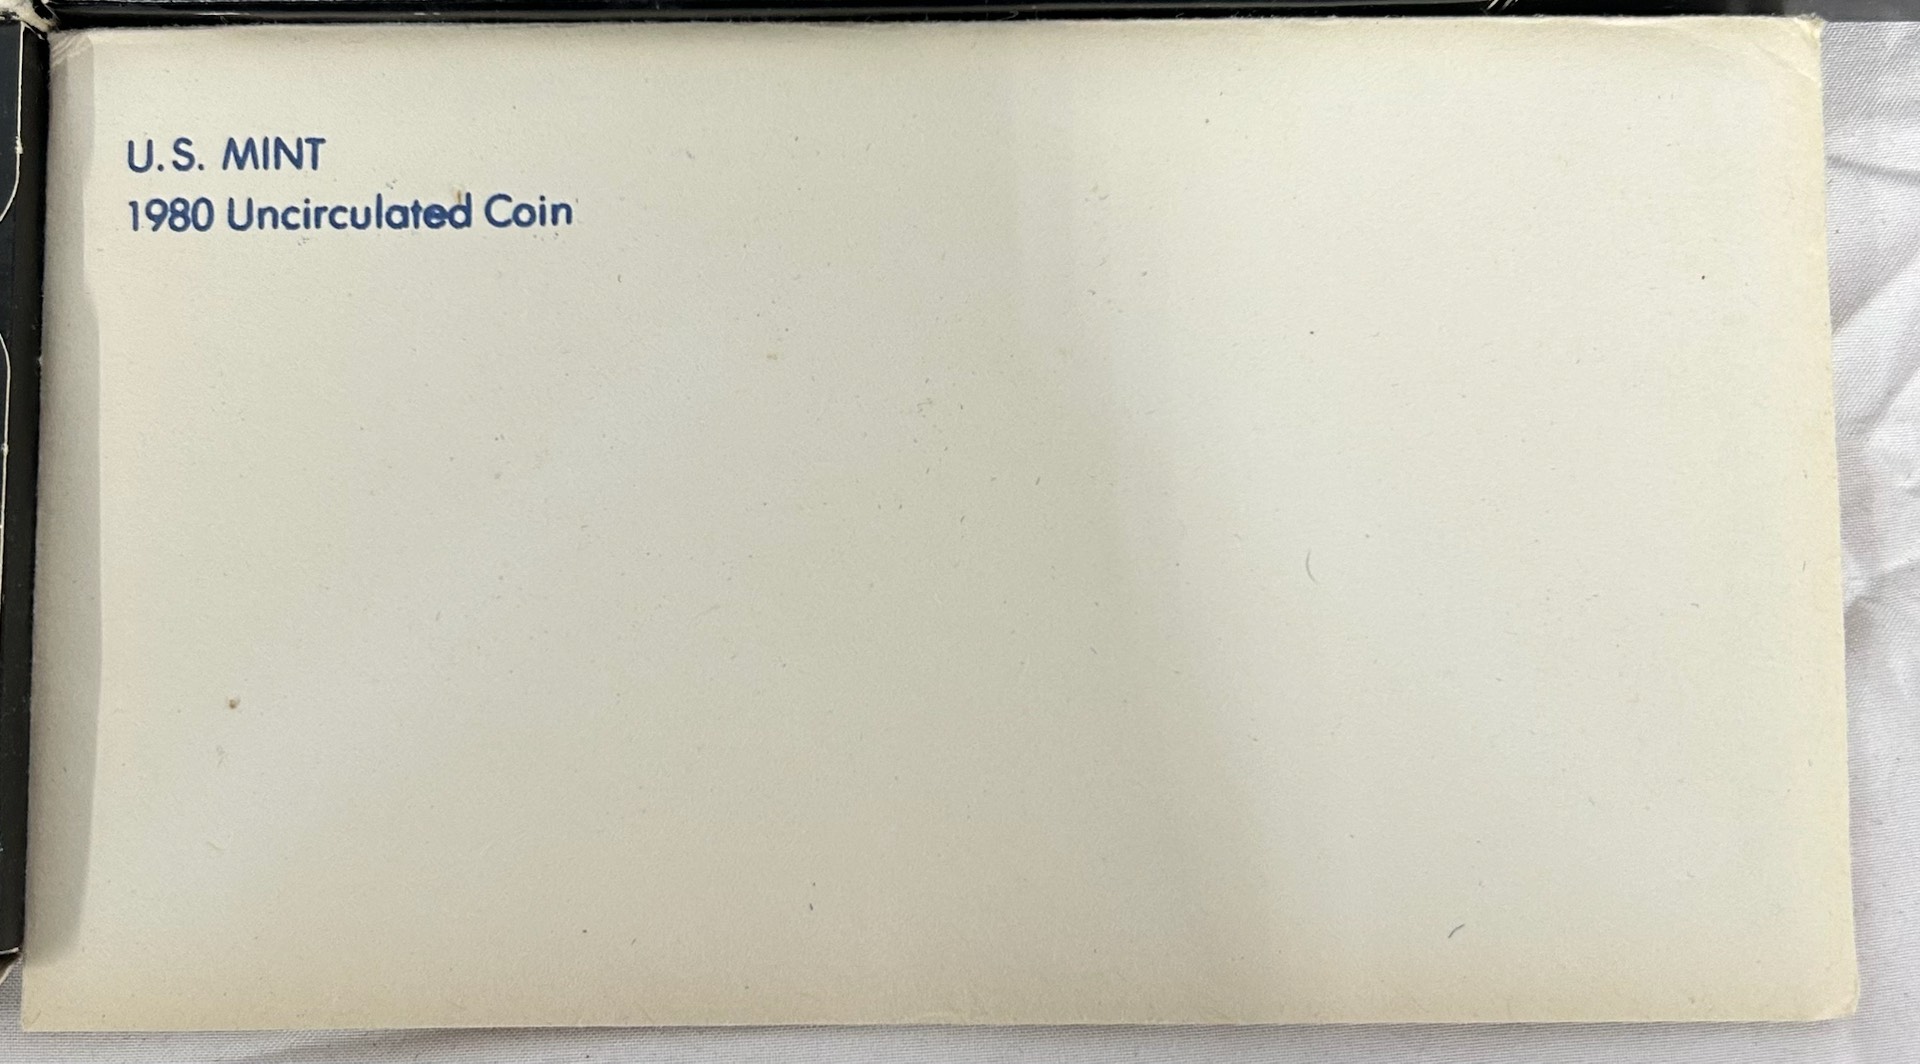 U.S. MINT
1980 Uncirculated Coin